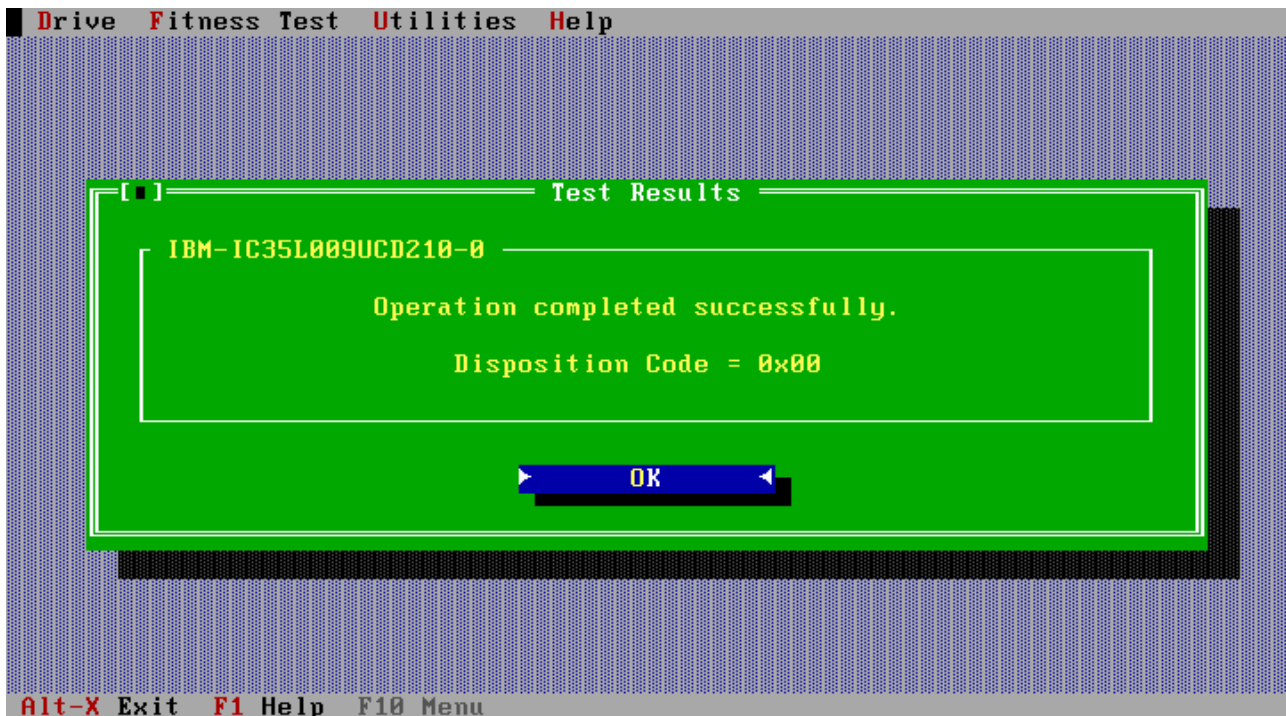 Drive Fitness Test Utilities Help
[■] Test Results
IBM-IC35L009UCD210-0
Operation completed successfully.
Disposition Code = 0x00
OK
Alt-X Exit F1 Help F10 Menu